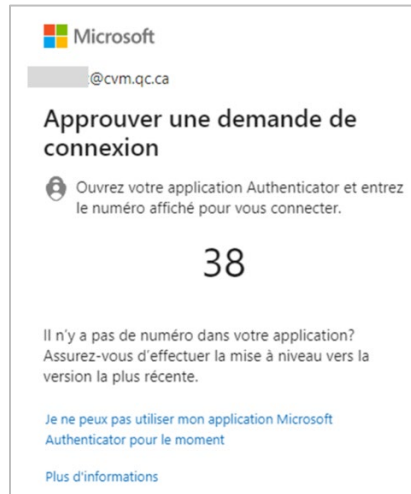 Microsoft
@cvm.qc.ca
Approuver une demande de
connexion
Ouvrez votre application Authenticator et entrez
le numéro affiché pour vous connecter.
38
Il n'y a pas de numéro dans votre application?
Assurez-vous d'effectuer la mise à niveau vers la
version la plus récente.
Je ne peux pas utiliser mon application Microsoft
Authenticator pour le moment
Plus d'informations